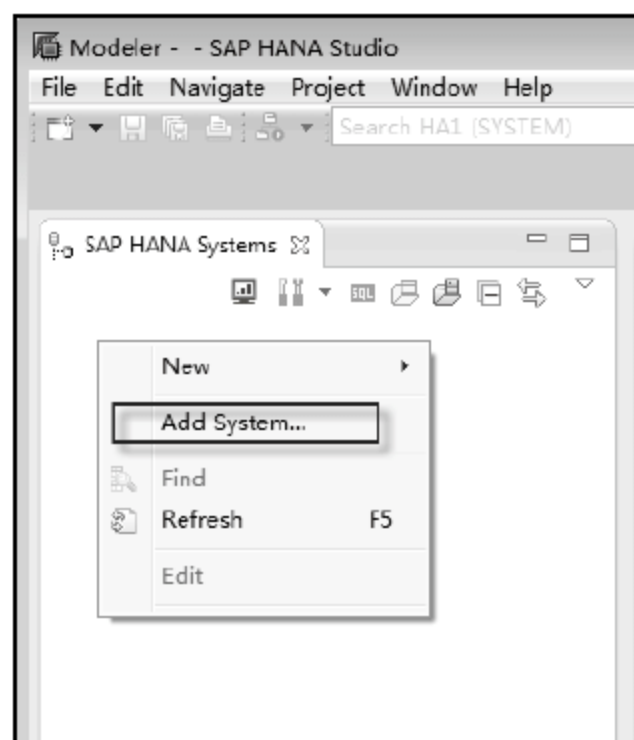 Modeler - - SAP HANA Studio
File Edit Navigate Project Window Help
Search HA1 (SYSTEM)
SAP HANA Systems
SQL
New
Add System...
Find
Refresh F5
Edit